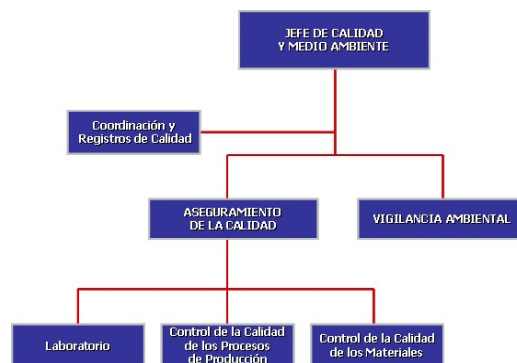 JEFE DE CALIDAD
Y MEDIO AMBIENTE
Coordinación y
Registros de Calidad
ASEGURAMIENTO
DE LA CALIDAD
VIGILANCIA AMBIENTAL
Laboratorio
Control de la Calidad
de los Procesos
de Producción
Control de la Calidad
de los Materiales